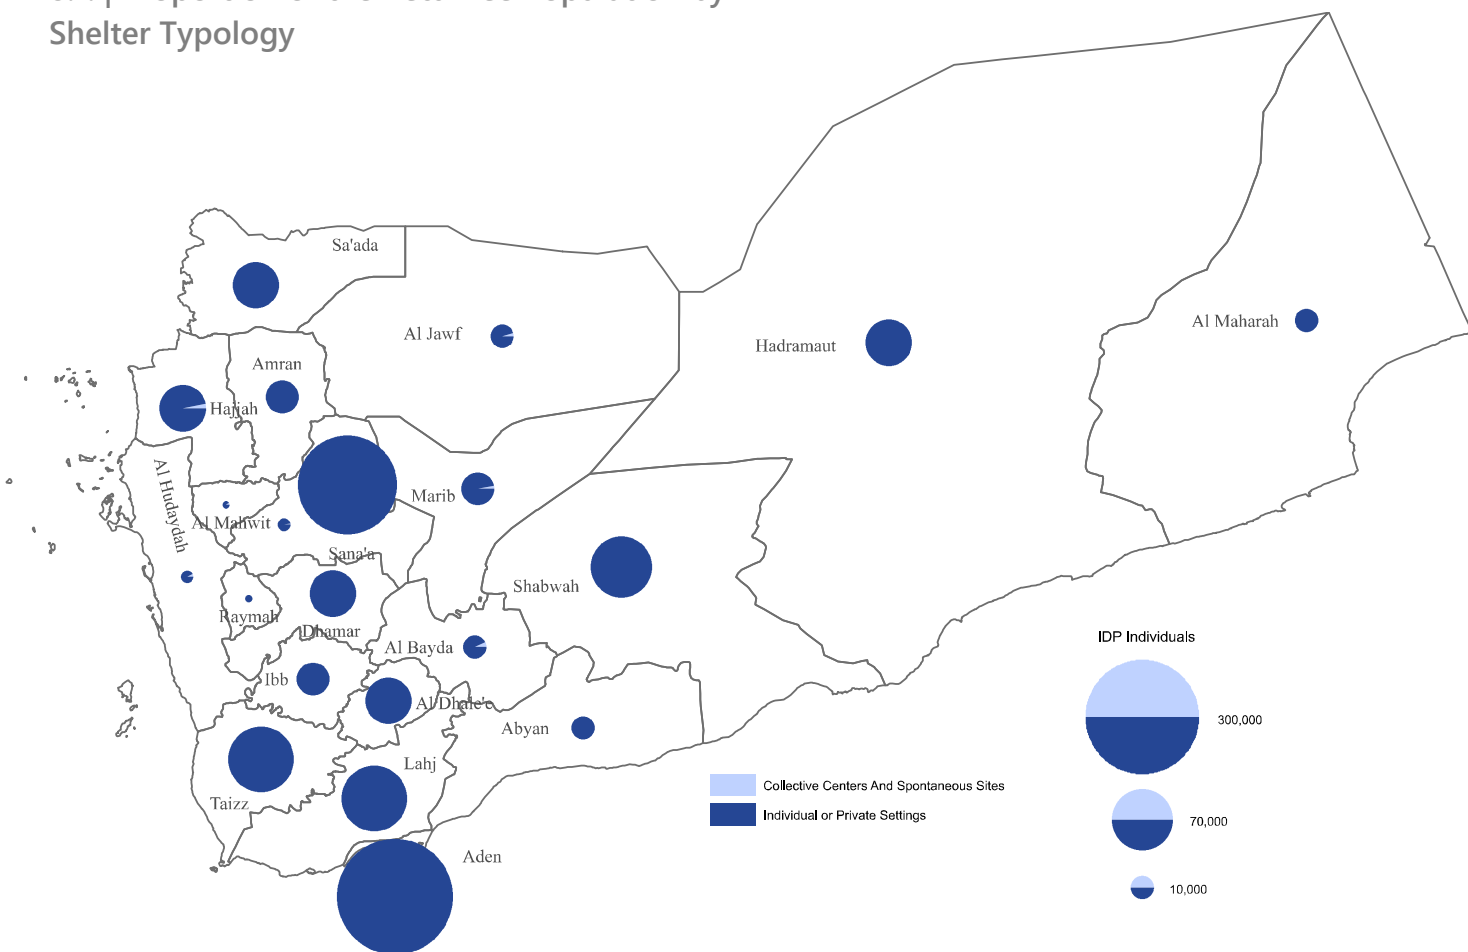 Shelter Typology
Sa'ada
Al Jawf
Al Maharah
Hadramaut
Amran
Hajjah
Al Hudaydah
Marib
Al Mahwit
Sana'a
Shabwah
Raymah
Dhamar
Al Bayda
Ibb
Al Dhale'e
Abyan
Lahj
Taizz
Aden
IDP Individuals
300,000
70,000
10,000
Collective Centers And Spontaneous Sites
Individual or Private Settings